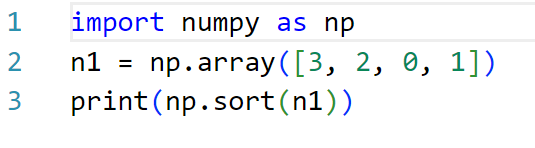 1 import numpy as np
2 n1 = np.array([3, 2, 0, 1])
3 print(np.sort(n1))